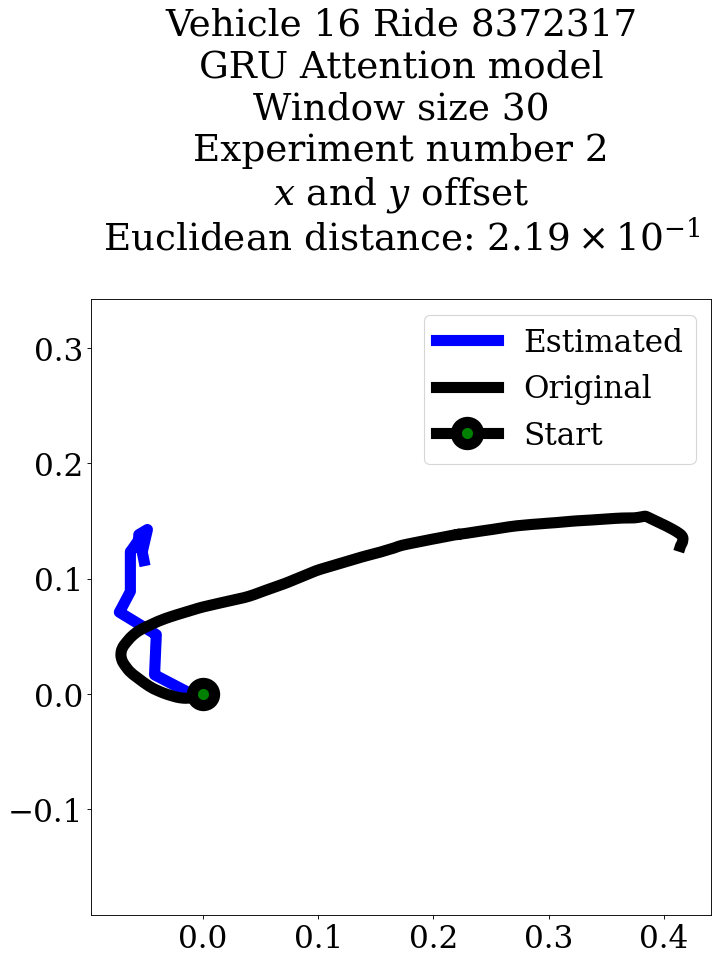 Vehicle 16 Ride 8372317
GRU Attention model
Window size 30
Experiment number 2
x and y offset
Euclidean distance: 2.19 × 10⁻¹
Estimated
Original
Start
0.3
0.2
0.1
0.0
−0.1
0.0 0.1 0.2 0.3 0.4